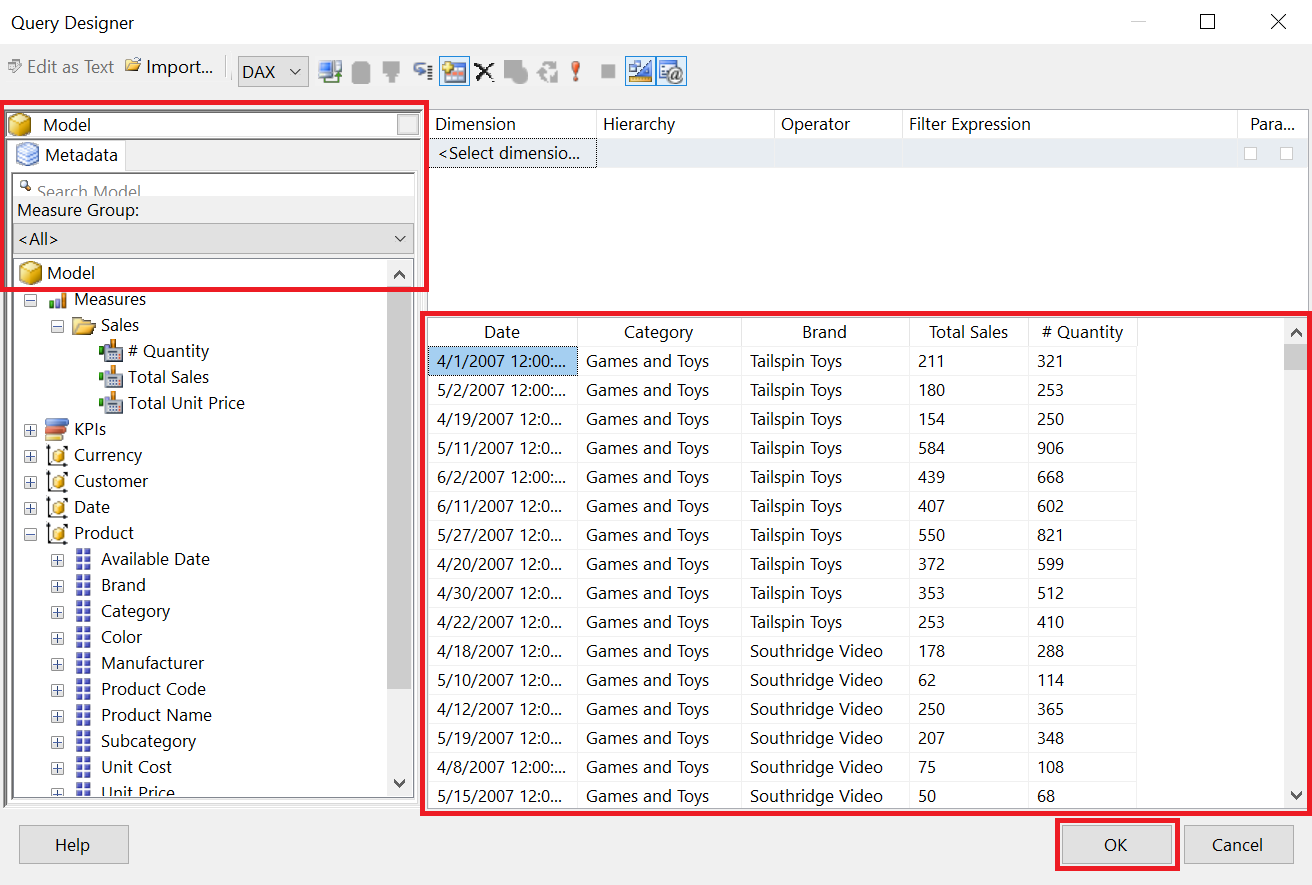 Query Designer
Edit as Text Import... DAX
Model
Metadata
Search Model
Measure Group:
<All>
Model
Measures
Sales
# Quantity
Total Sales
Total Unit Price
KPIs
Currency
Customer
Date
Product
Available Date
Brand
Category
Color
Manufacturer
Product Code
Product Name
Subcategory
Unit Cost
Unit Price
Dimension Hierarchy Operator Filter Expression Para...
<Select dimensio...
Date Category Brand Total Sales # Quantity
4/1/2007 12:00:... Games and Toys Tailspin Toys 211 321
5/2/2007 12:00:... Games and Toys Tailspin Toys 180 253
4/19/2007 12:0... Games and Toys Tailspin Toys 154 250
5/11/2007 12:0... Games and Toys Tailspin Toys 584 906
6/2/2007 12:00:... Games and Toys Tailspin Toys 439 668
6/11/2007 12:0... Games and Toys Tailspin Toys 407 602
5/27/2007 12:0... Games and Toys Tailspin Toys 550 821
4/20/2007 12:0... Games and Toys Tailspin Toys 372 599
4/30/2007 12:0... Games and Toys Tailspin Toys 353 512
4/22/2007 12:0... Games and Toys Tailspin Toys 253 410
4/18/2007 12:0... Games and Toys Southridge Video 178 288
5/10/2007 12:0... Games and Toys Southridge Video 62 114
4/12/2007 12:0... Games and Toys Southridge Video 250 365
5/19/2007 12:0... Games and Toys Southridge Video 207 348
4/8/2007 12:00:... Games and Toys Southridge Video 75 108
5/15/2007 12:0... Games and Toys Southridge Video 50 68
Help OK Cancel